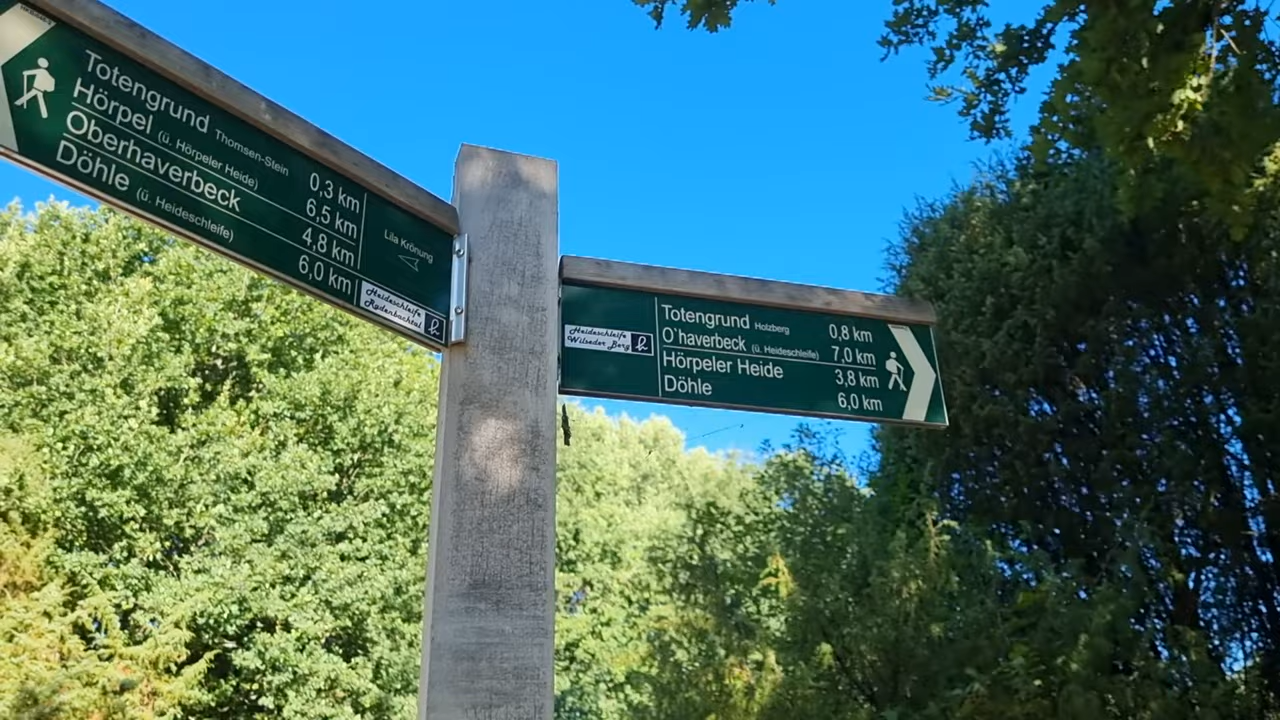 Totengrund Thomsen-Stein 0,3 km
Hörpel (ü. Hörpeler Heide) 6,5 km
Oberhaverbeck 4,8 km
Döhle (ü. Heideschleife) 6,0 km
Lila Krönung
Heideschleife
Radenbachtal
Heideschleife
Wilseder Berg
Totengrund Holzberg 0,8 km
O`haverbeck (ü. Heideschleife) 7,0 km
Hörpeler Heide 3,8 km
Döhle 6,0 km